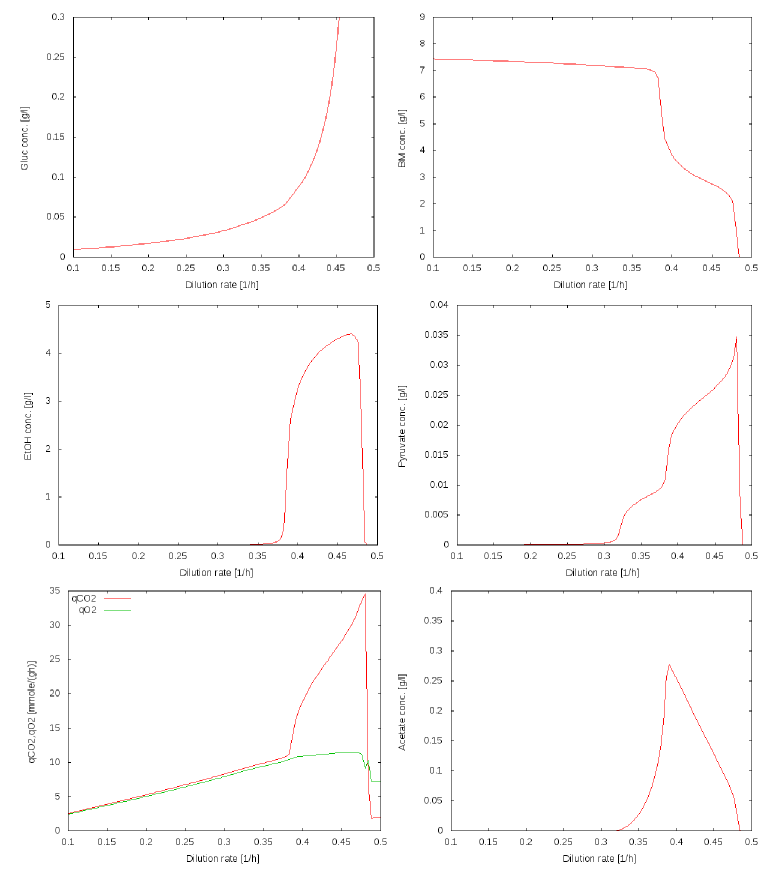 0.3
0.25
0.2
0.15
0.1
0.05
0
Gluc conc. [g/l]
0.1 0.15 0.2 0.25 0.3 0.35 0.4 0.45 0.5
Dilution rate [1/h]
9
8
7
6
5
4
3
2
1
0
BM conc. [g/l]
0.1 0.15 0.2 0.25 0.3 0.35 0.4 0.45 0.5
Dilution rate [1/h]
5
4
3
2
1
0
EtOH conc. [g/l]
0.1 0.15 0.2 0.25 0.3 0.35 0.4 0.45 0.5
Dilution rate [1/h]
0.04
0.035
0.03
0.025
0.02
0.015
0.01
0.005
0
Pyruvate conc. [g/l]
0.1 0.15 0.2 0.25 0.3 0.35 0.4 0.45 0.5
Dilution rate [1/h]
35
30
25
20
15
10
5
0
qCO2,qO2 [mmole/(gh)]
qCO2
qO2
0.1 0.15 0.2 0.25 0.3 0.35 0.4 0.45 0.5
Dilution rate [1/h]
0.4
0.35
0.3
0.25
0.2
0.15
0.1
0.05
0
Acetate conc. [g/l]
0.1 0.15 0.2 0.25 0.3 0.35 0.4 0.45 0.5
Dilution rate [1/h]